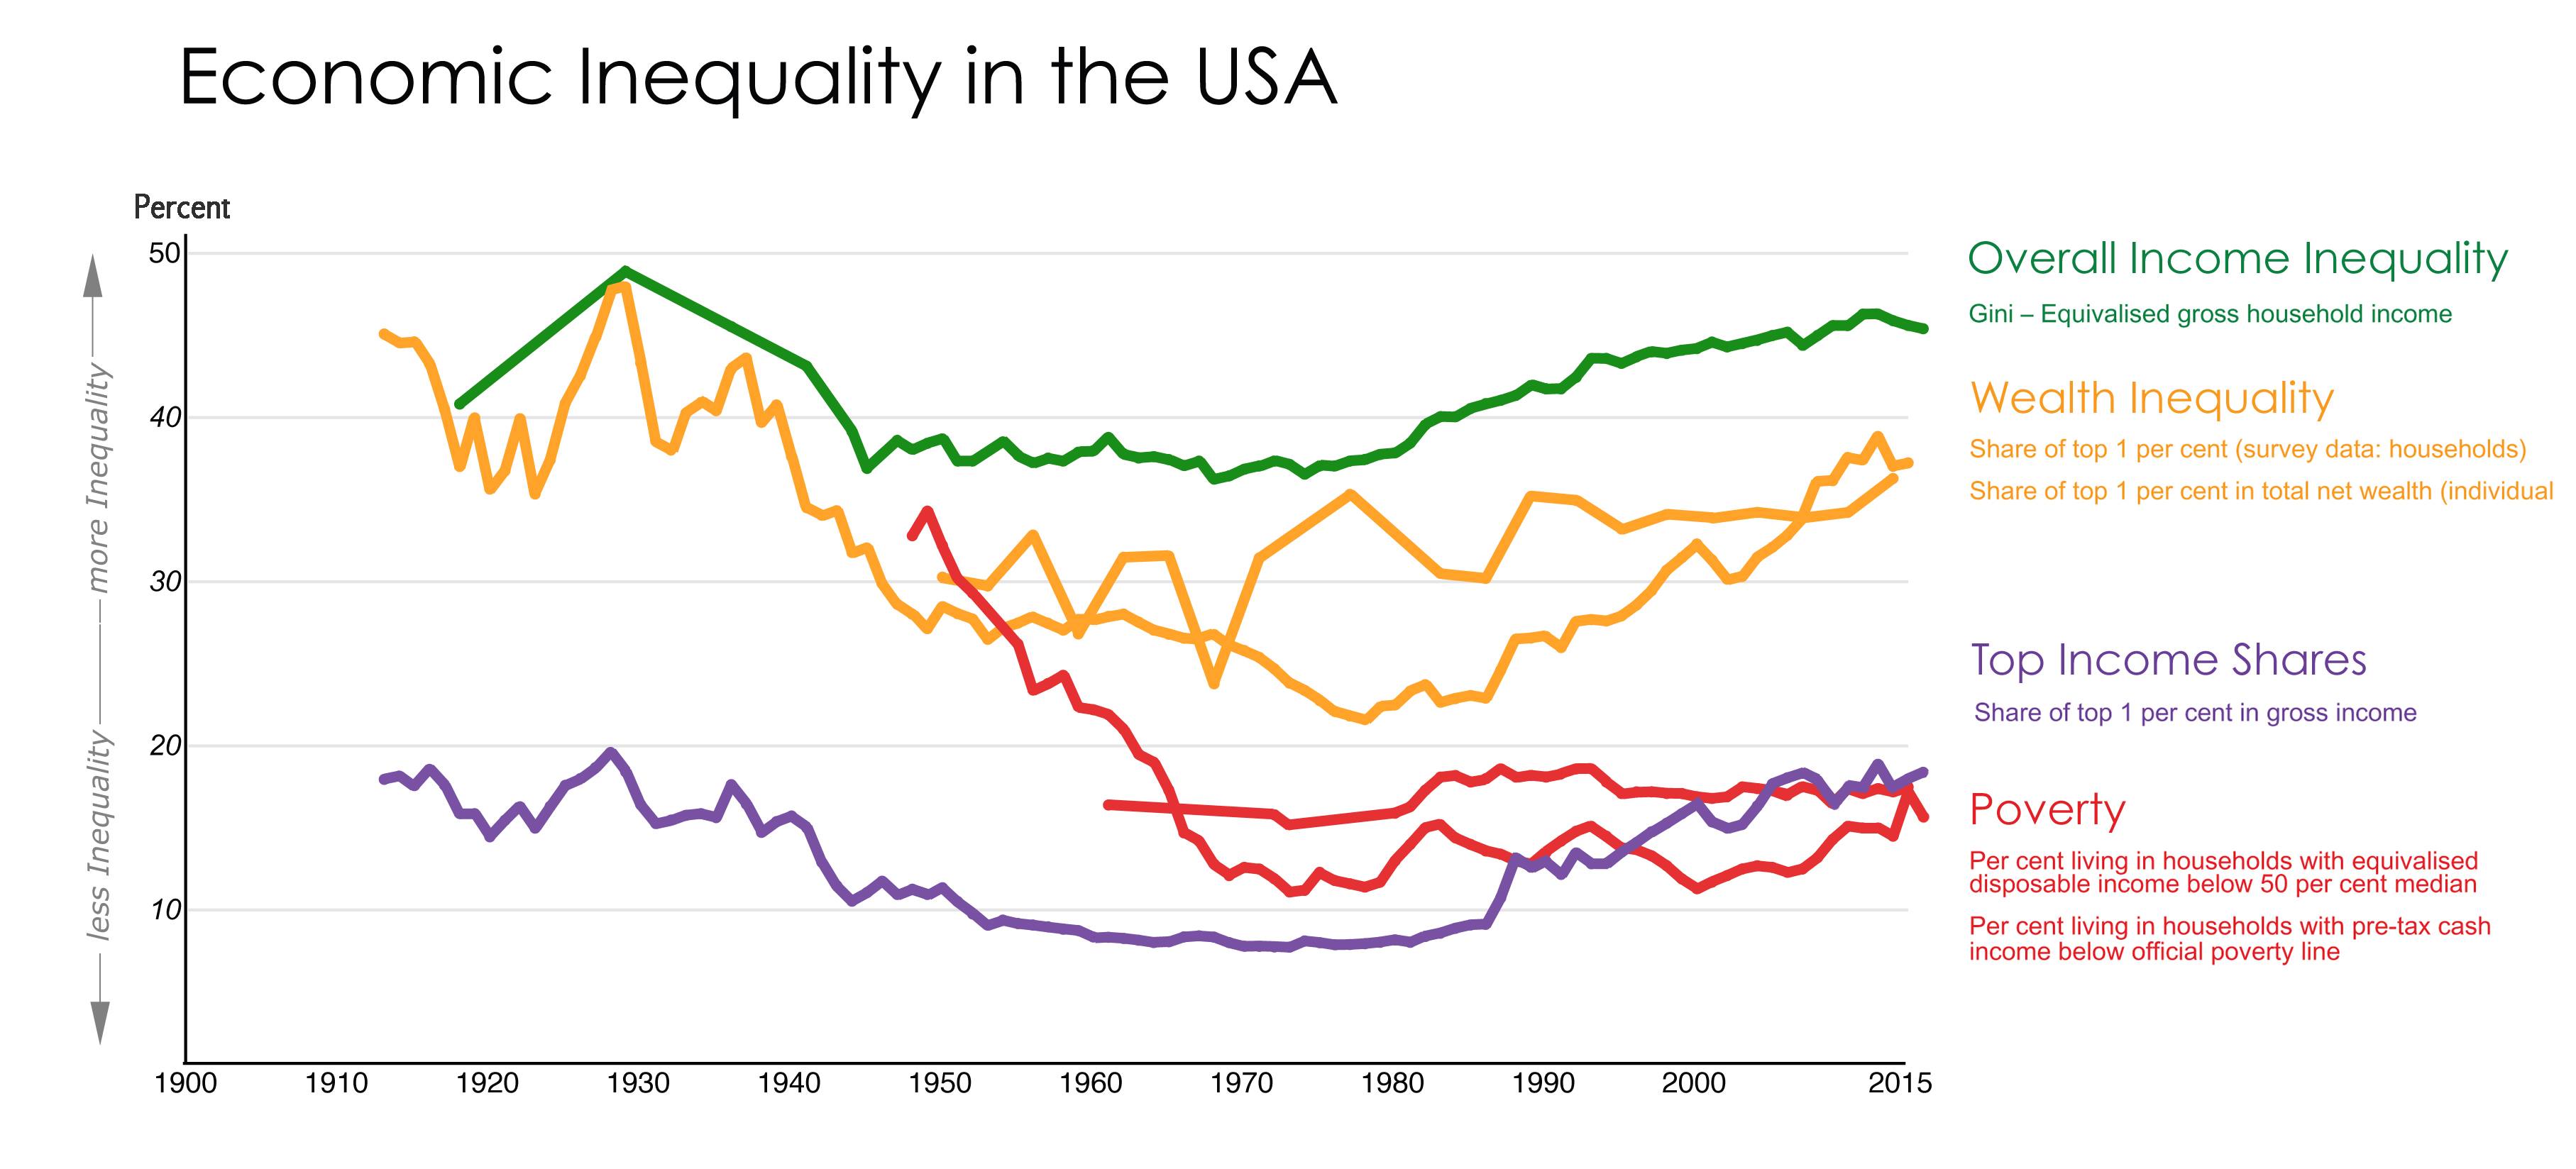 Economic Inequality in the USA
Percent
50
40
30
20
10
more Inequality
less Inequality
1900 1910 1920 1930 1940 1950 1960 1970 1980 1990 2000 2015
Overall Income Inequality
Gini – Equivalised gross household income
Wealth Inequality
Share of top 1 per cent (survey data: households)
Share of top 1 per cent in total net wealth (individual
Top Income Shares
Share of top 1 per cent in gross income
Poverty
Per cent living in households with equivalised
disposable income below 50 per cent median
Per cent living in households with pre-tax cash
income below official poverty line